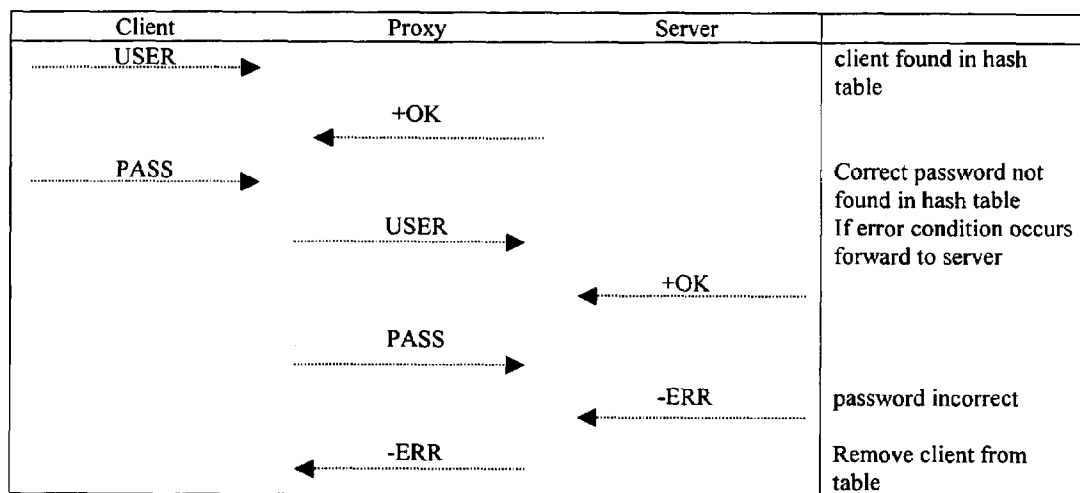 Client Proxy Server
USER
client found in hash
table
+OK
PASS
Correct password not
found in hash table
USER
If error condition occurs
forward to server
+OK
PASS
-ERR
password incorrect
-ERR
Remove client from
table